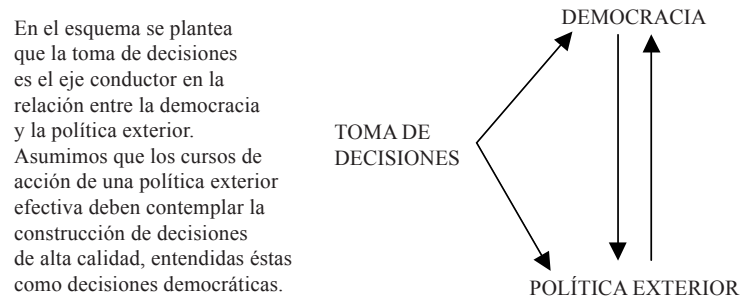 En el esquema se plantea
que la toma de decisiones
es el eje conductor en la
relación entre la democracia
y la política exterior.
Asumimos que los cursos de
acción de una política exterior
efectiva deben contemplar la
construcción de decisiones
de alta calidad, entendidas éstas
como decisiones democráticas.
DEMOCRACIA
TOMA DE
DECISIONES
POLÍTICA EXTERIOR